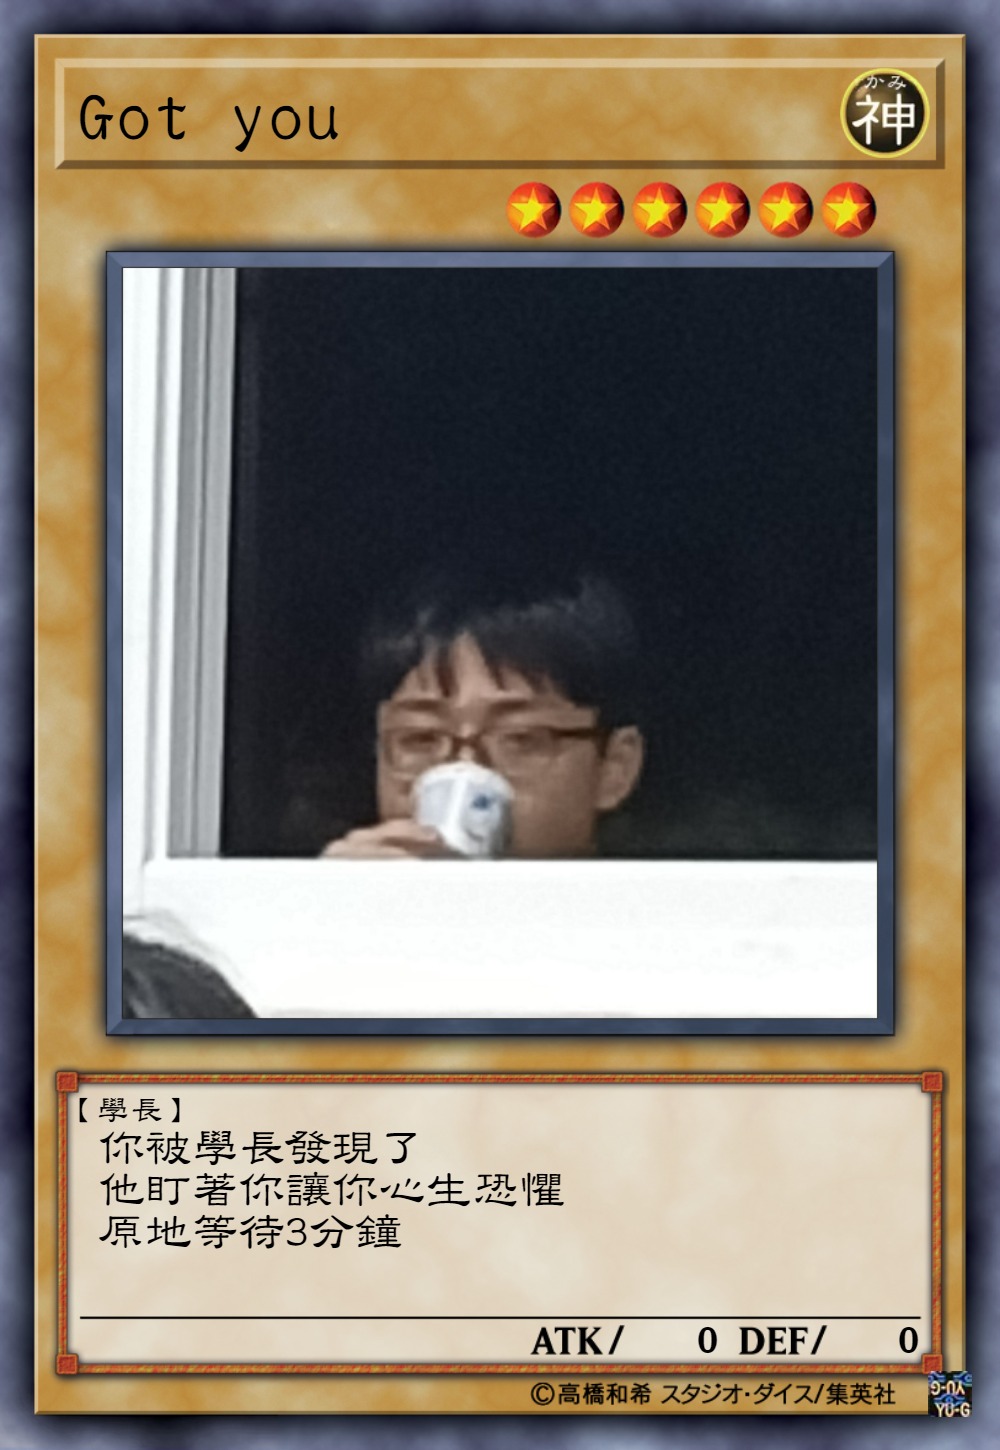 Got you
かみ
神
【學長】
你被學長發現了
他盯著你讓你心生恐懼
原地等待3分鐘
ATK/ 0 DEF/ 0
©高橋和希 スタジオ・ダイス/集英社
YU-G
YU-G